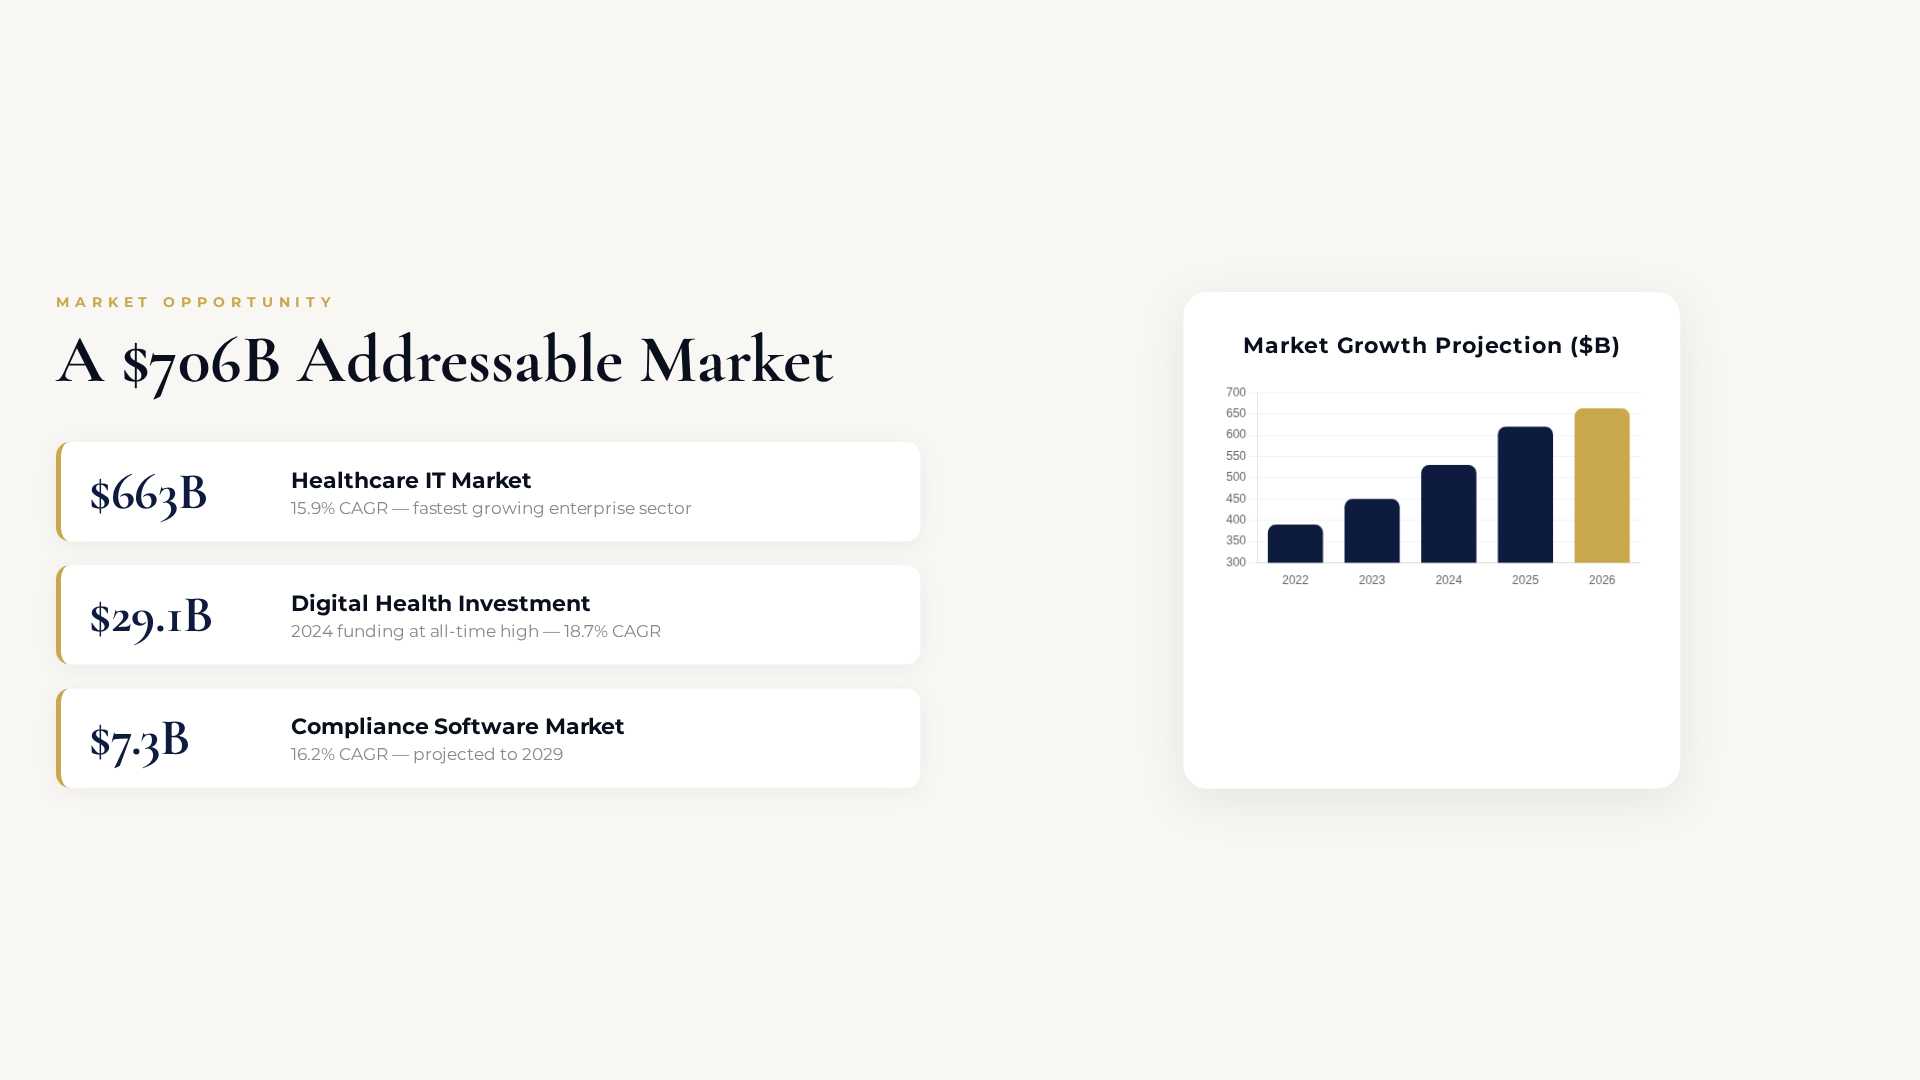 MARKET OPPORTUNITY
A $706B Addressable Market
$663B
Healthcare IT Market
15.9% CAGR — fastest growing enterprise sector
$29.1B
Digital Health Investment
2024 funding at all-time high — 18.7% CAGR
$7.3B
Compliance Software Market
16.2% CAGR — projected to 2029
Market Growth Projection ($B)
700
650
600
550
500
450
400
350
300
2022 2023 2024 2025 2026